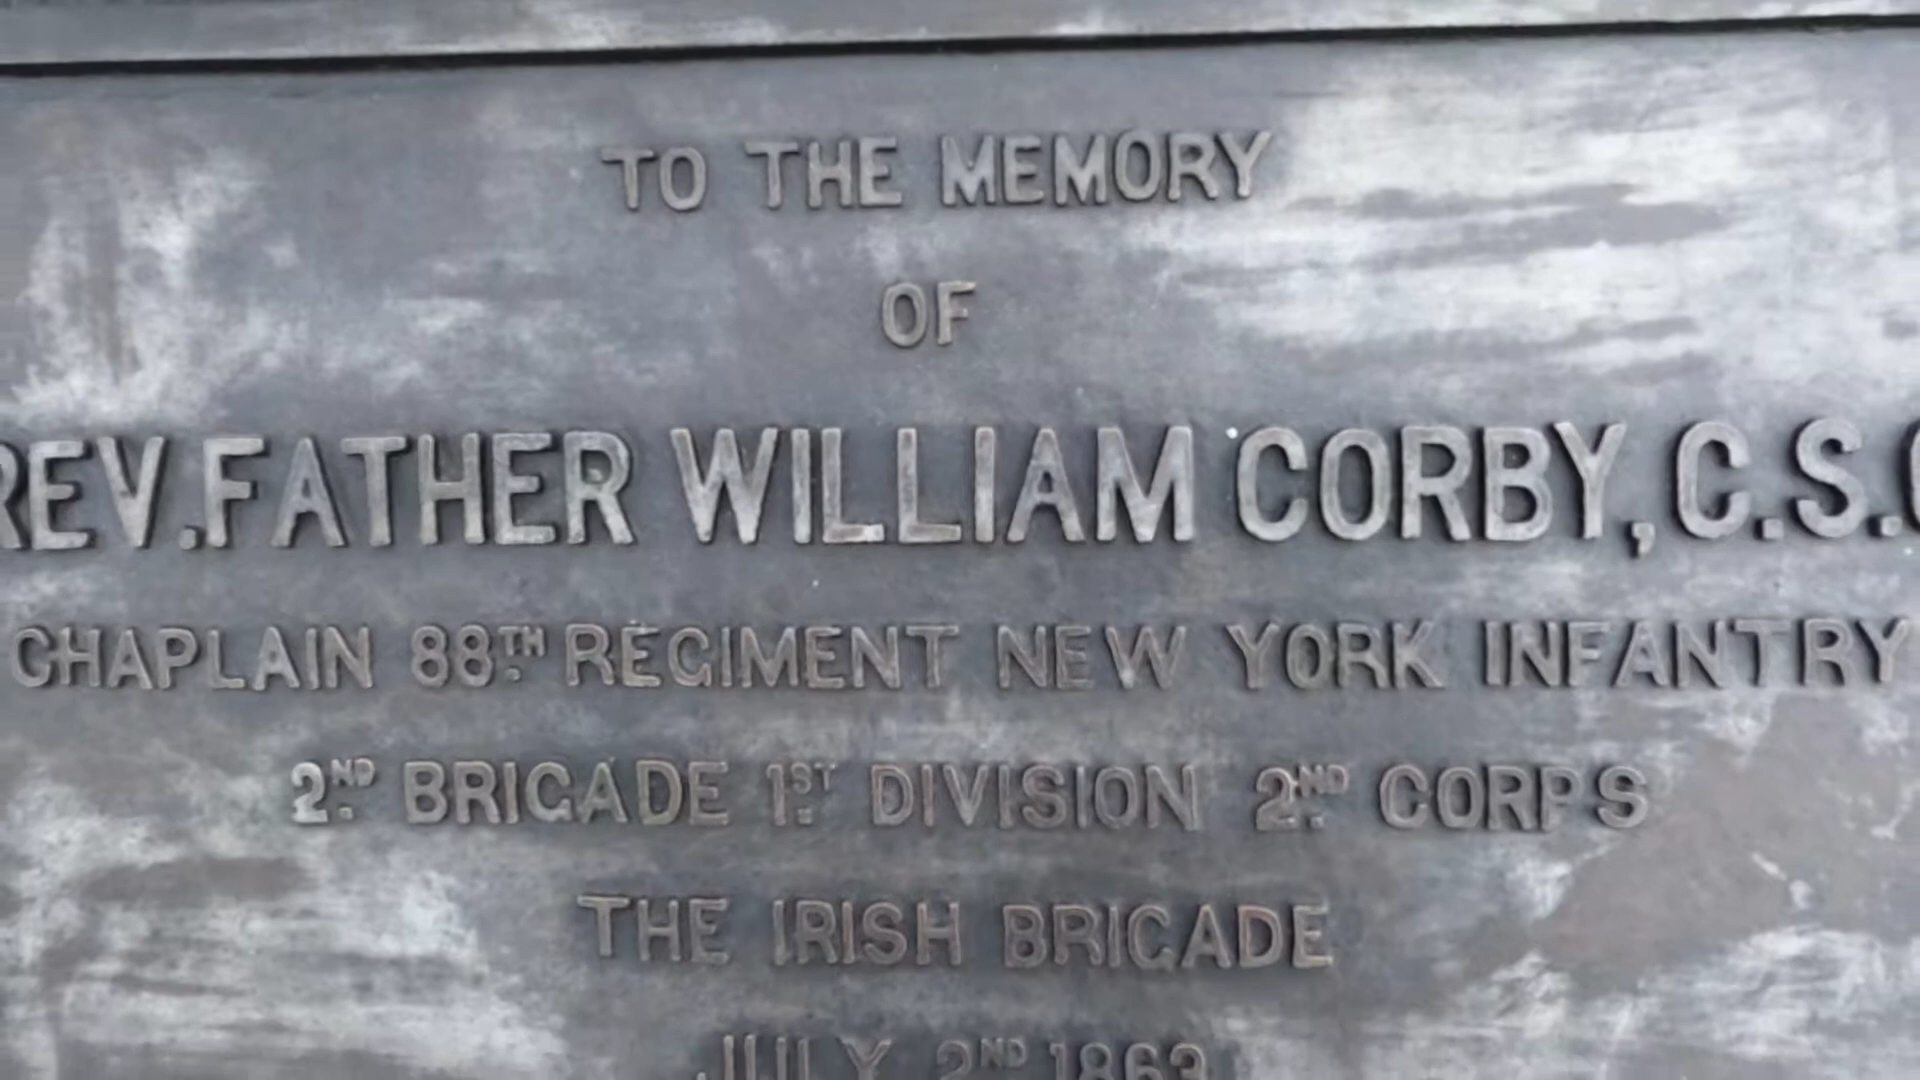 TO THE MEMORY
OF
REV. FATHER WILLIAM CORBY, C.S.C
CHAPLAIN 88TH REGIMENT NEW YORK INFANTRY
2ND BRIGADE 1ST DIVISION 2ND CORPS
THE IRISH BRIGADE
JULY 2ND 1863